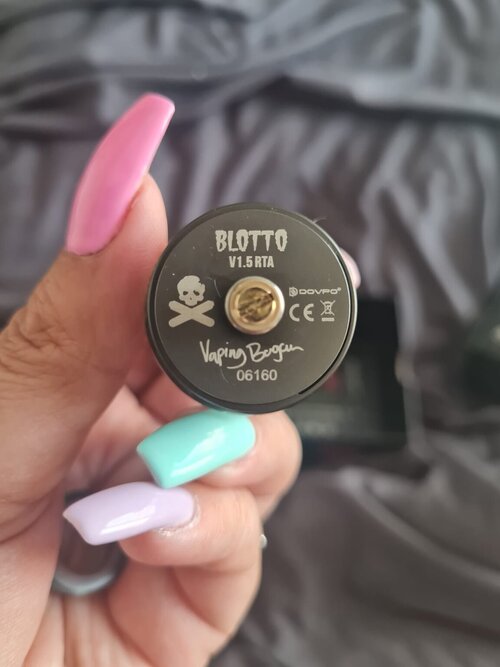 BLOTTO
V1.5 RTA
DOVPO®
CE
Vaping Bogan
06160